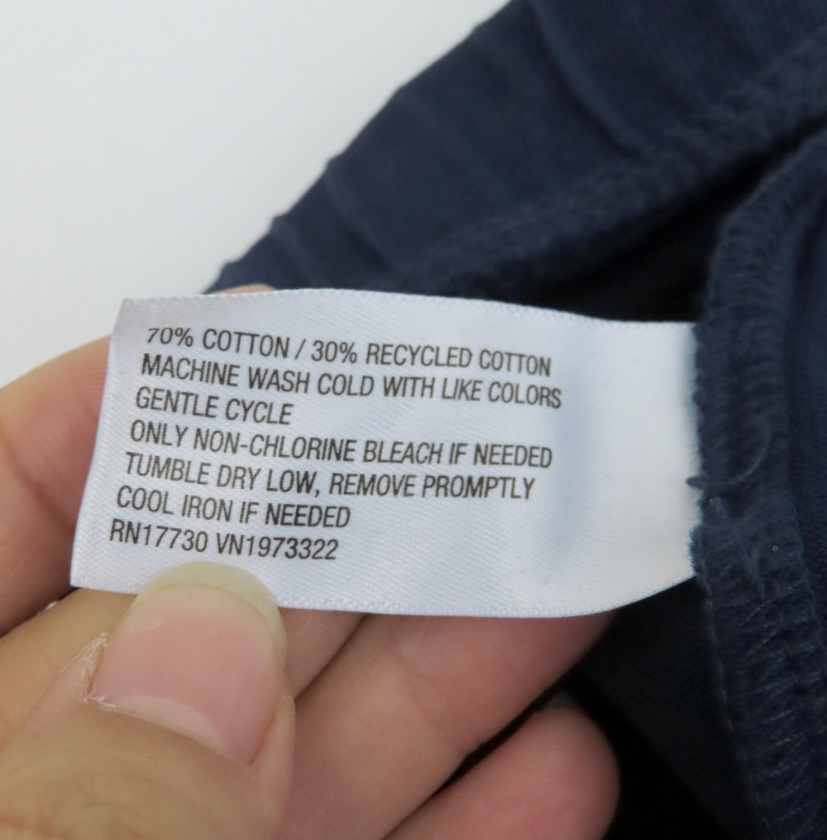 70% COTTON / 30% RECYCLED COTTON
MACHINE WASH COLD WITH LIKE COLORS
GENTLE CYCLE
ONLY NON-CHLORINE BLEACH IF NEEDED
TUMBLE DRY LOW, REMOVE PROMPTLY
COOL IRON IF NEEDED
RN17730 VN1973322